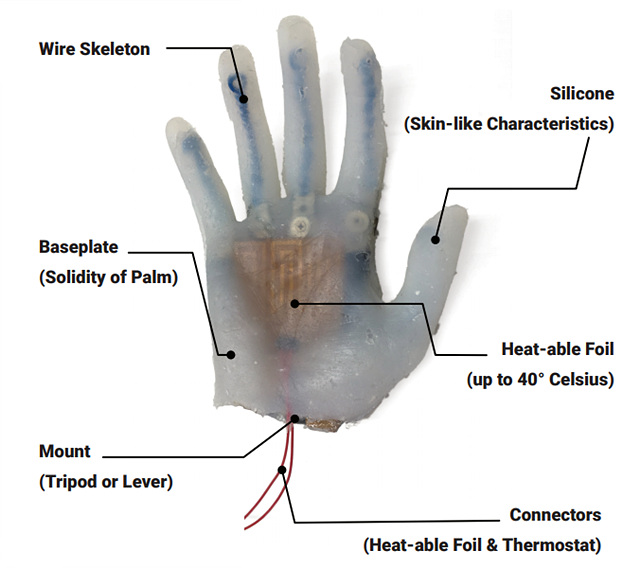 Wire Skeleton
Silicone
(Skin-like Characteristics)
Baseplate
(Solidity of Palm)
Heat-able Foil
(up to 40° Celsius)
Mount
(Tripod or Lever)
Connectors
(Heat-able Foil & Thermostat)